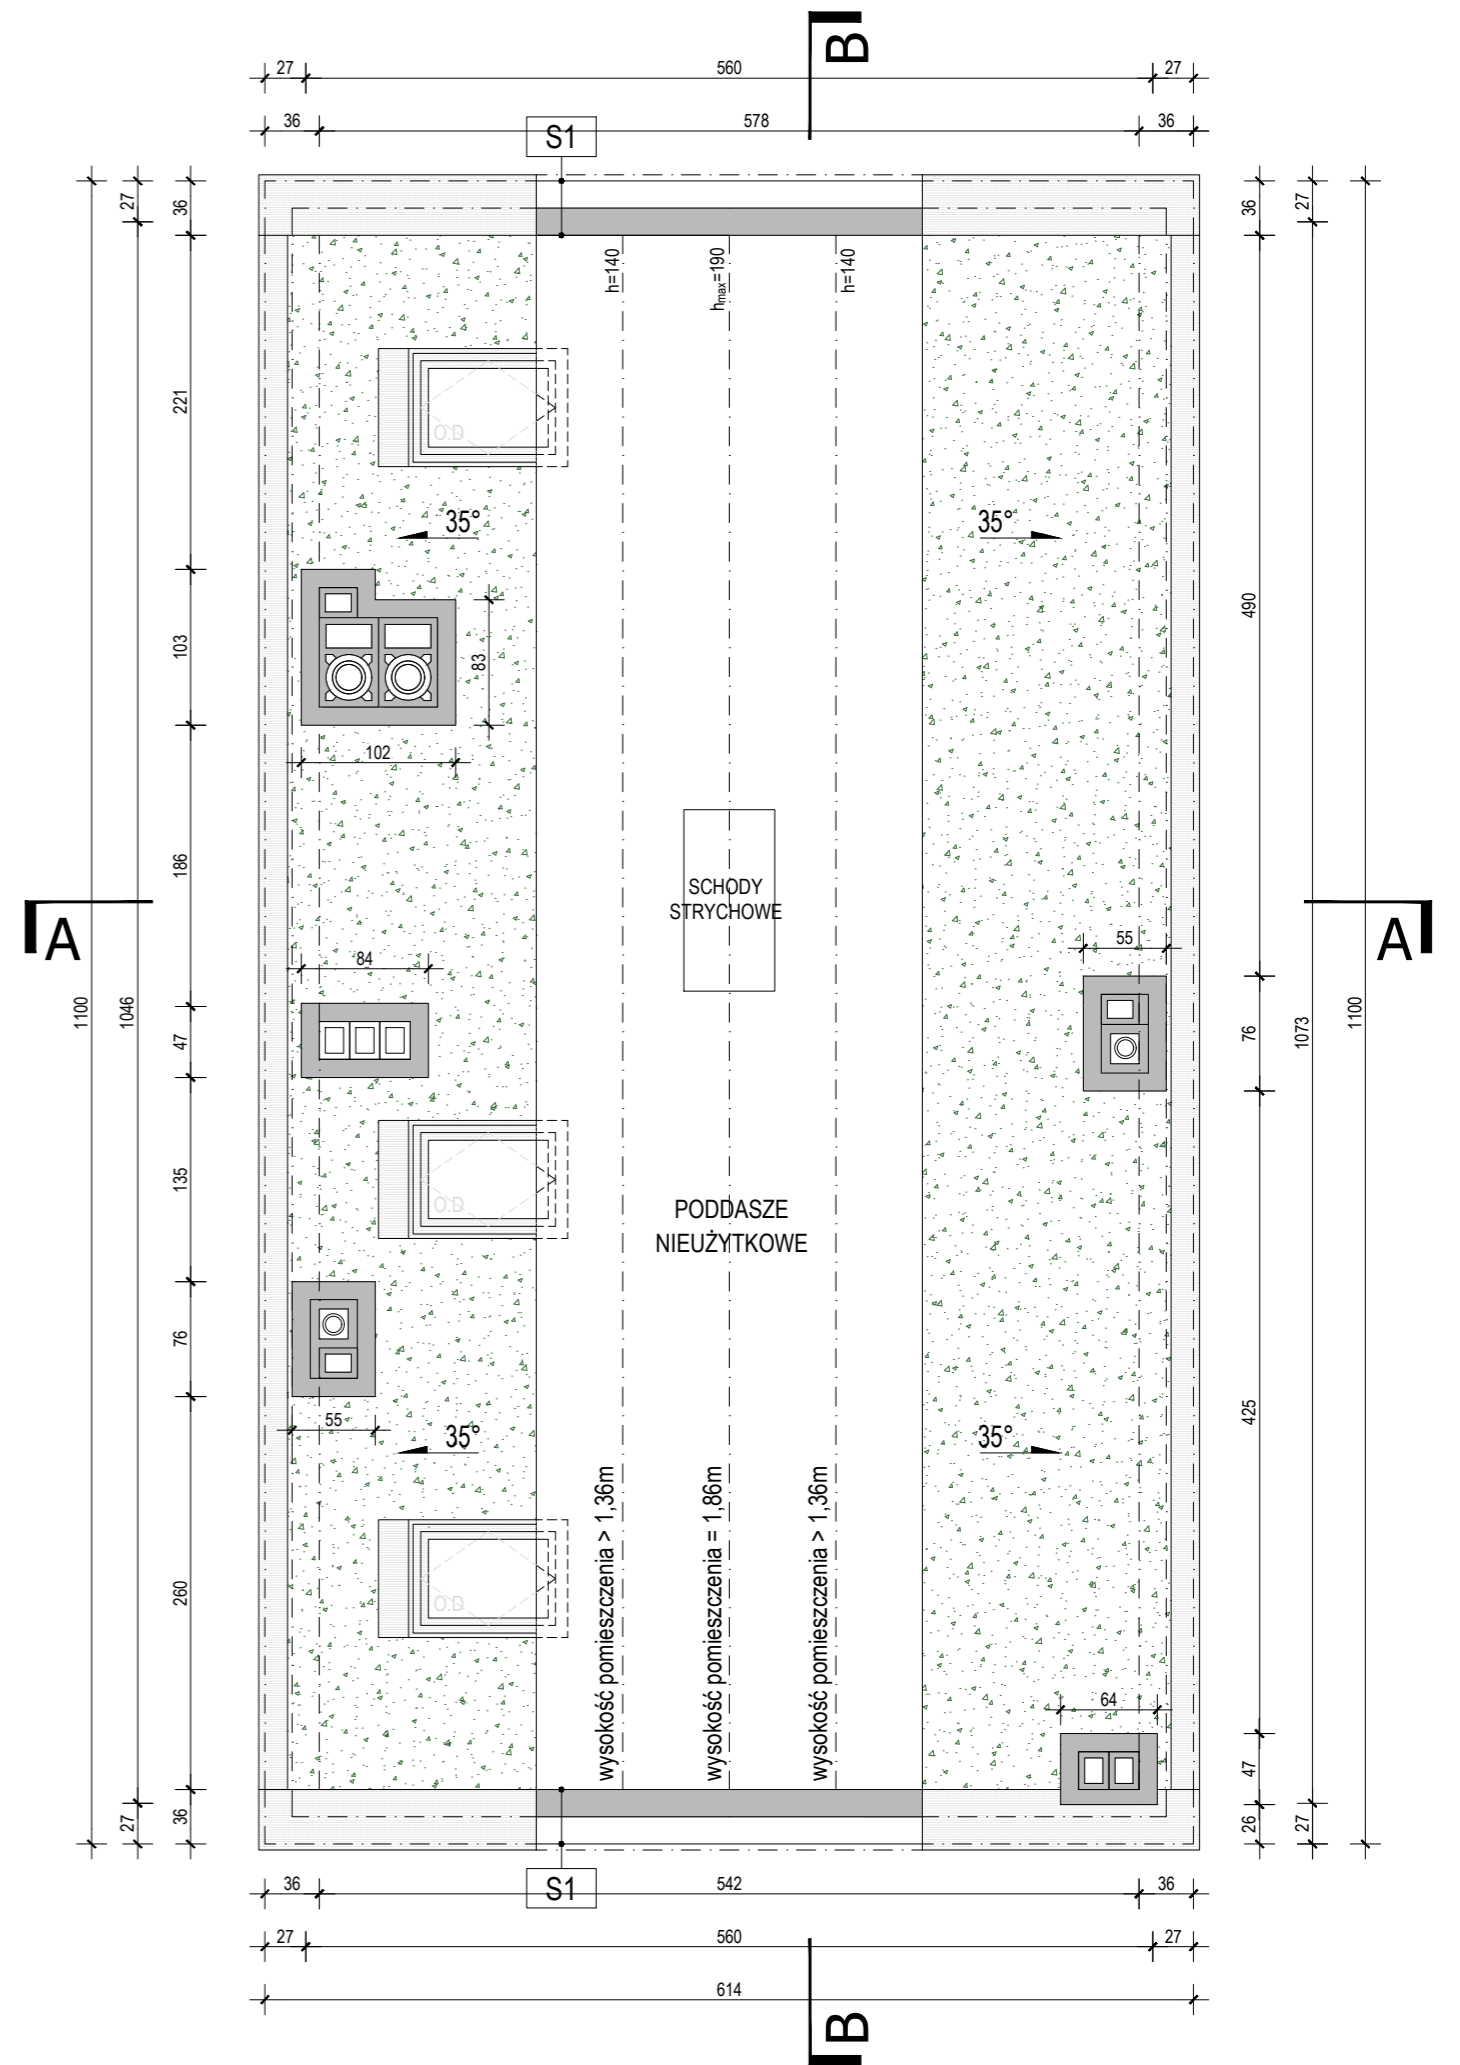 B
27 560 27
36 578 36
S1
27
36
36
27
h=140
hmax=190
h=140
221
O.D
35°
35°
490
103
83
102
186
SCHODY
STRYCHOWE
A
A
84
55
1100
1046
47
76
1073
1100
135
O.D
PODDASZE
NIEUŻYTKOWE
76
55
35°
35°
425
wysokość pomieszczenia > 1,36m
wysokość pomieszczenia = 1,86m
wysokość pomieszczenia > 1,36m
260
O.D
64
47
27
36
26
27
36 S1 542 36
27 560 27
614
B